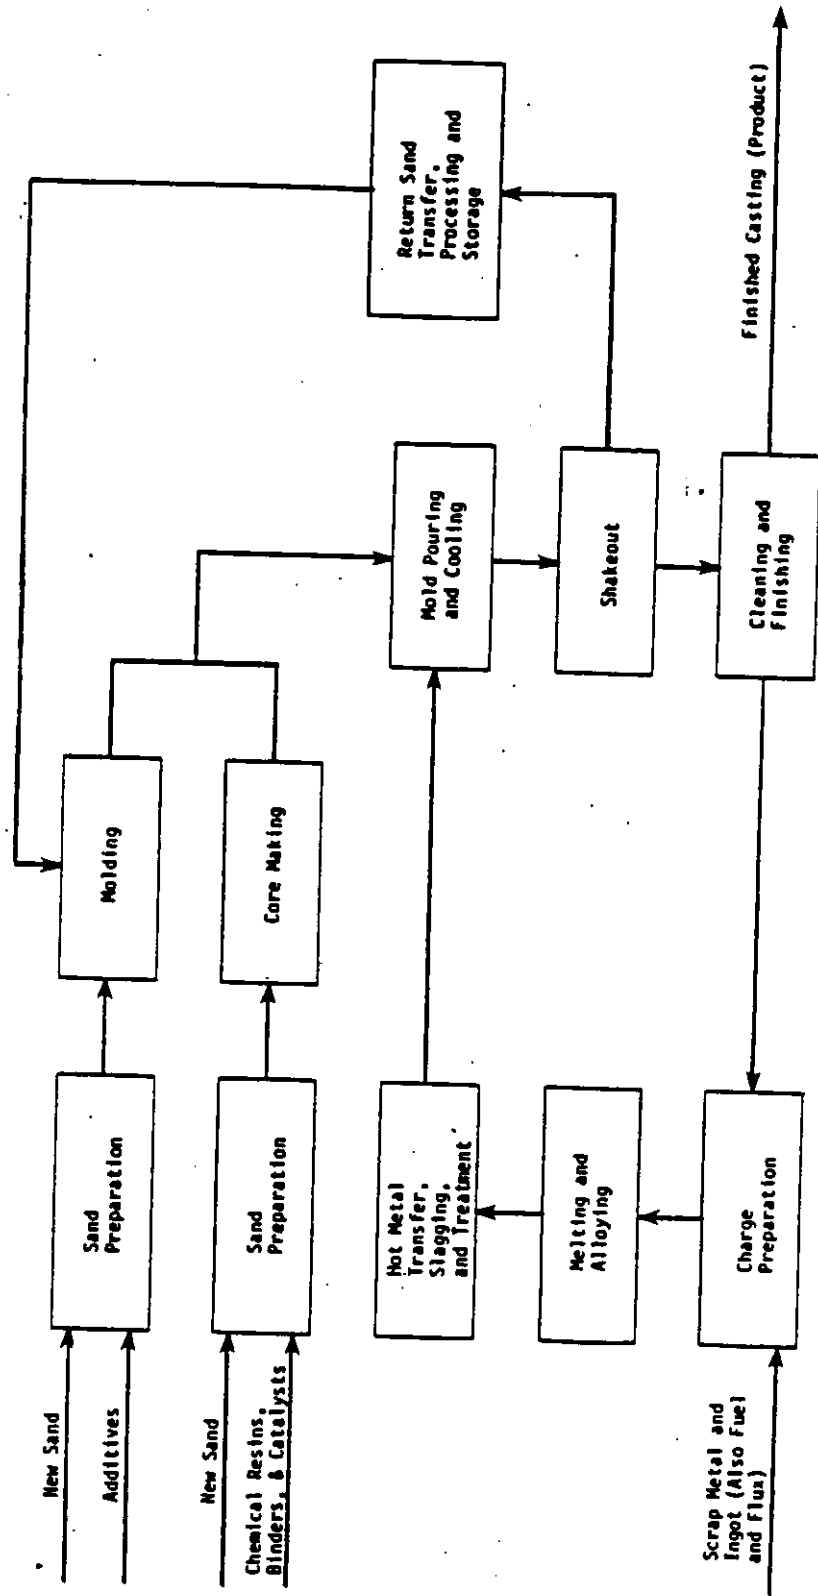 New Sand
Additives
Sand
Preparation
Molding
New Sand
Chemical Resins,
Binders, & Catalysts
Sand
Preparation
Core Making
Return Sand
Transfer,
Processing and
Storage
Hot Metal
Transfer,
Slagging,
and Treatment
Mold Pouring
and Cooling
Melting and
Alloying
Shakeout
Scrap Metal and
Ingot (Also Fuel
and Flux)
Charge
Preparation
Cleaning and
Finishing
Finished Casting (Product)